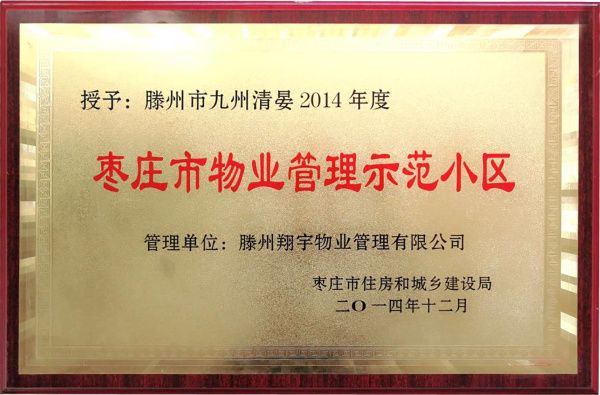 授予：滕州市九州清晏2014年度
枣庄市物业管理示范小区
管理单位：滕州翔宇物业管理有限公司
枣庄市住房和城乡建设局
二〇一四年十二月